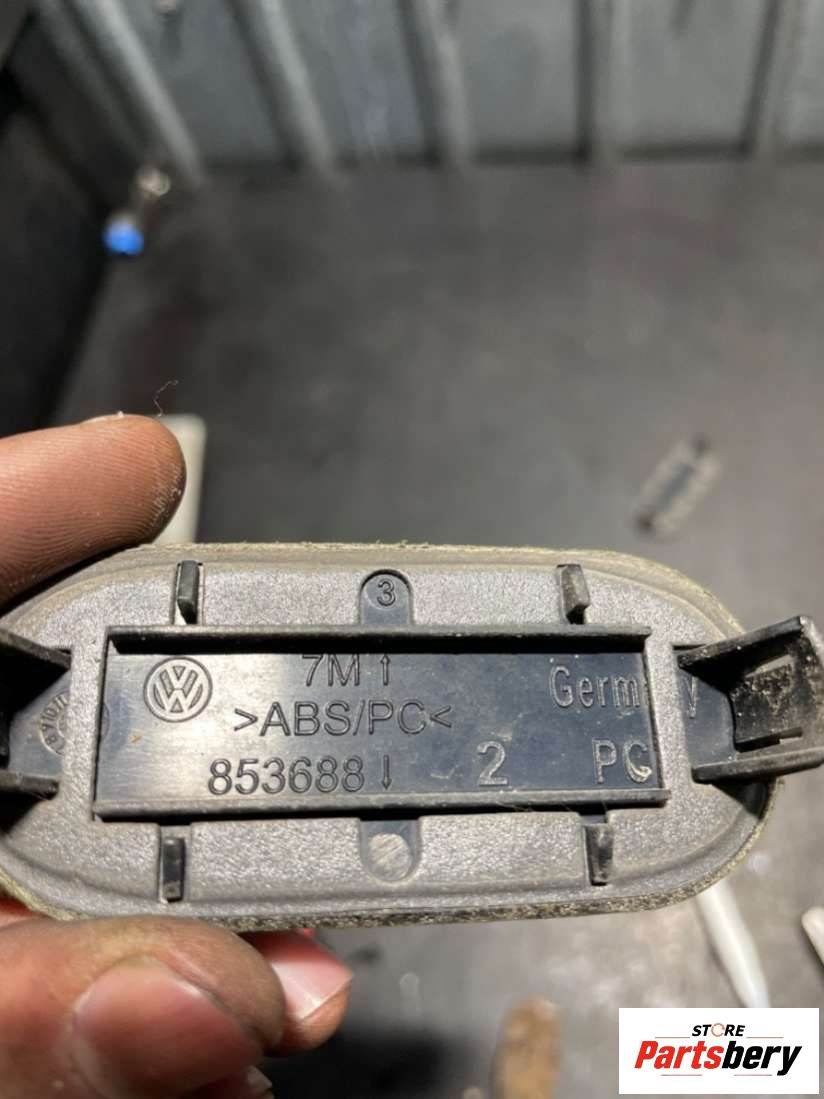 3
7M↑
>ABS/PC<
853688↓
2
PC
STORE
Partsbery